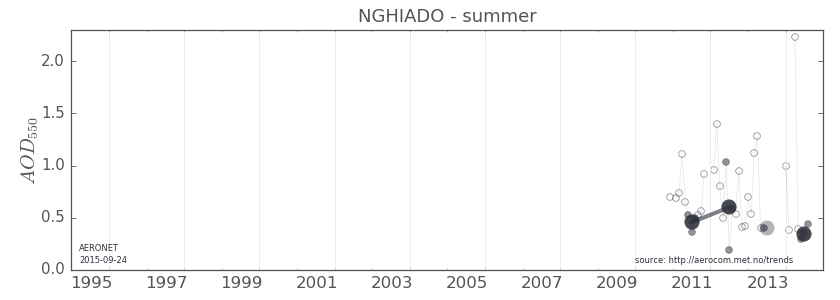 NGHIADO - summer
2.0
1.5
1.0
0.5
0.0
AOD550
AERONET
2015-09-24
source: http://aerocom.met.no/trends
1995 1997 1999 2001 2003 2005 2007 2009 2011 2013